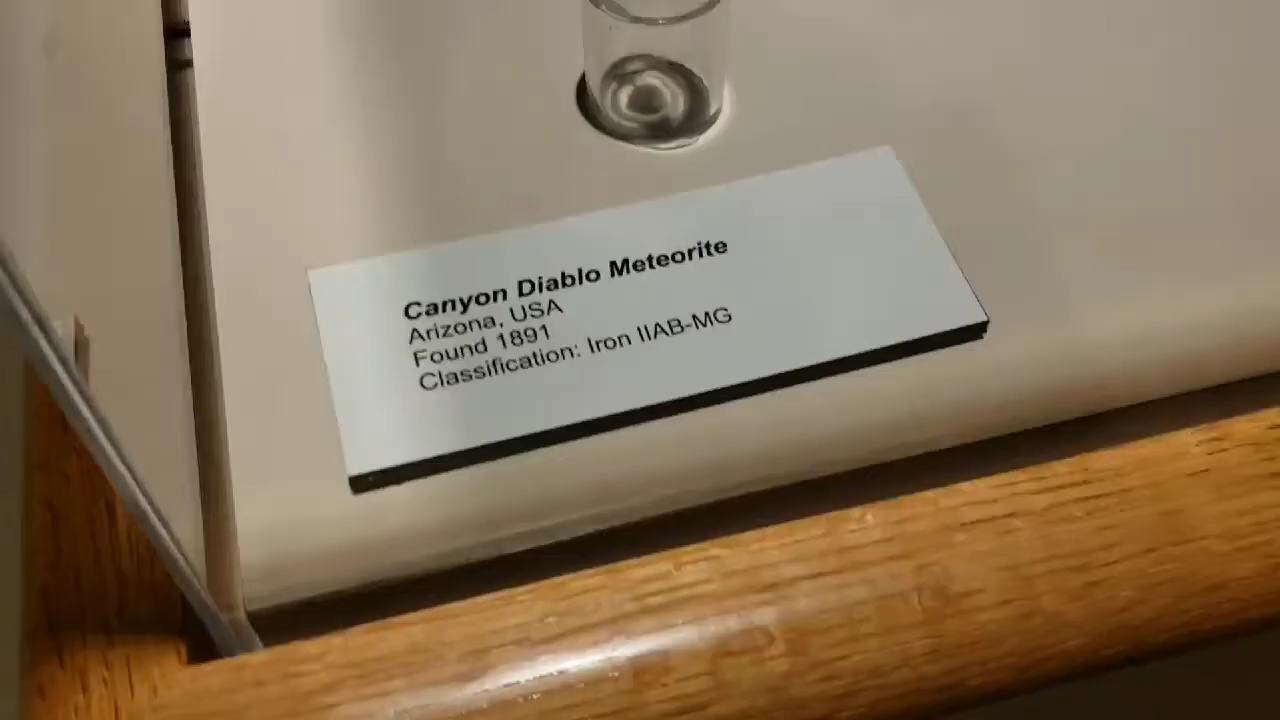 Canyon Diablo Meteorite
Arizona, USA
Found 1891
Classification: Iron IIAB-MG